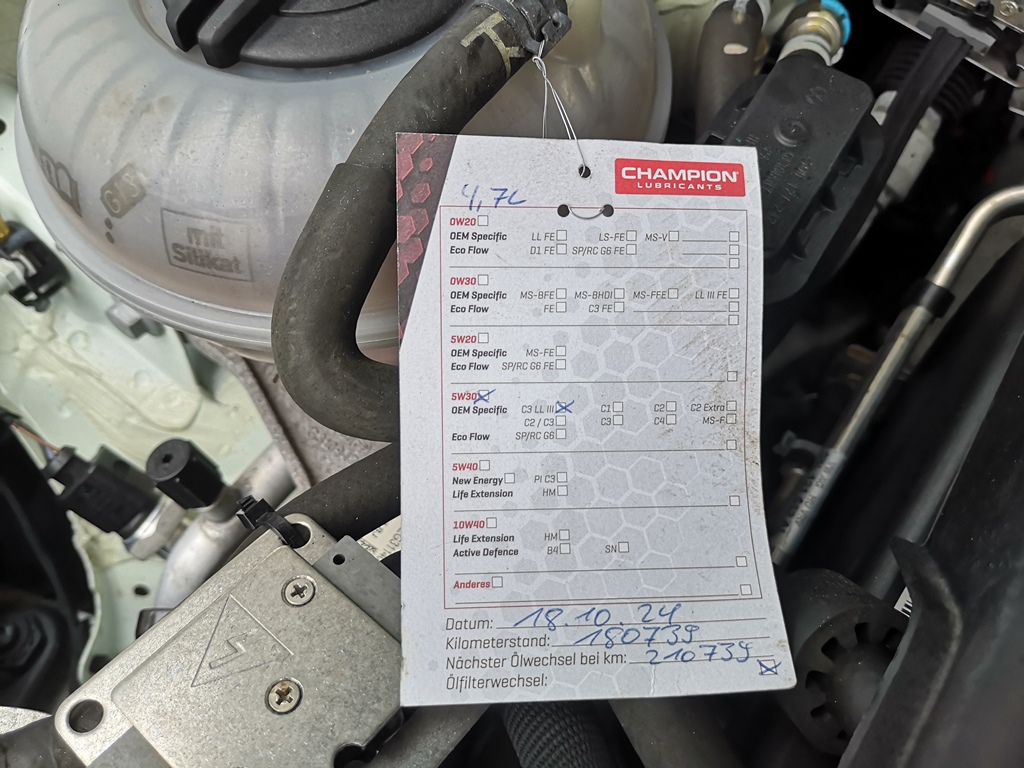 mit
Silikat
CHAMPION
LUBRICANTS
4,7L
0W20
OEM Specific LL FE LS-FE MS-V
Eco Flow D1 FE SP/RC G6 FE
0W30
OEM Specific MS-BFE MS-BHDI MS-FFE LL III FE
Eco Flow FE C3 FE
5W20
OEM Specific MS-FE
Eco Flow SP/RC G6 FE
5W30
OEM Specific C3 LL III C1 C2 C2 Extra
C2 / C3 C3 C4 MS-F
Eco Flow SP/RC G6
5W40
New Energy PI C3
Life Extension HM
10W40
Life Extension HM
Active Defence B4 SN
Anderes
Datum: 18.10.24
Kilometerstand: 180739
Nächster Ölwechsel bei km: 210739
Ölfilterwechsel: